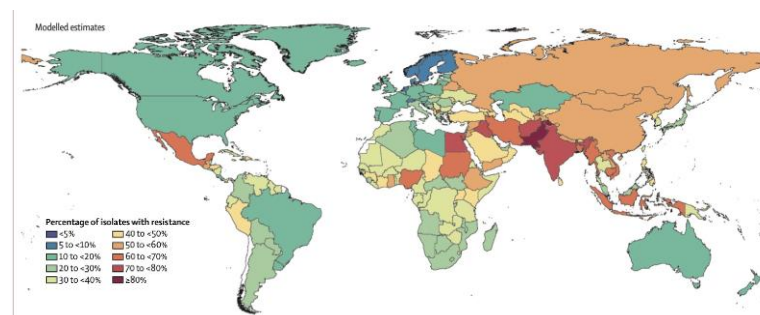 Modelled estimates
Percentage of isolates with resistance
<5%
5 to <10%
10 to <20%
20 to <30%
30 to <40%
40 to <50%
50 to <60%
60 to <70%
70 to <80%
≥80%